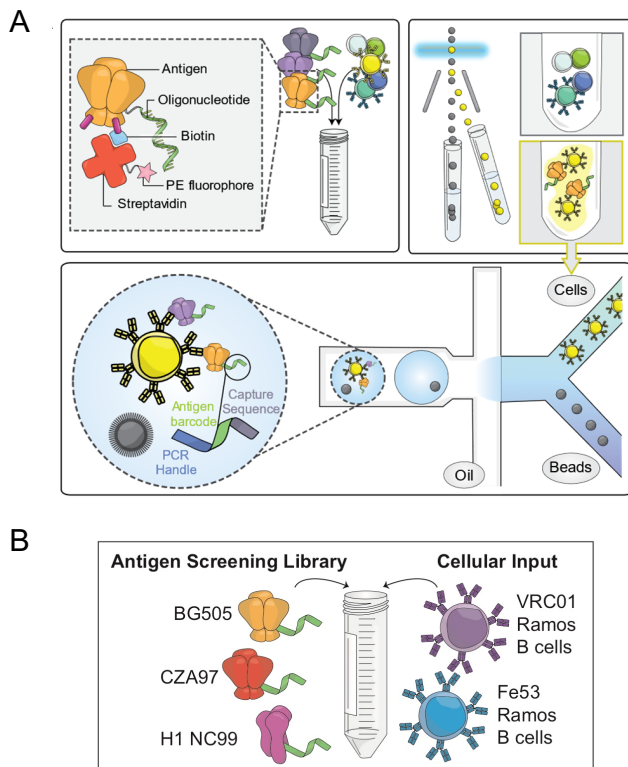 A
Antigen
Oligonucleotide
Biotin
PE fluorophore
Streptavidin
Cells
Capture
Sequence
Antigen
barcode
PCR
Handle
Oil
Beads
B
Antigen Screening Library
Cellular Input
BG505
VRC01
Ramos
B cells
CZA97
Fe53
Ramos
B cells
H1 NC99